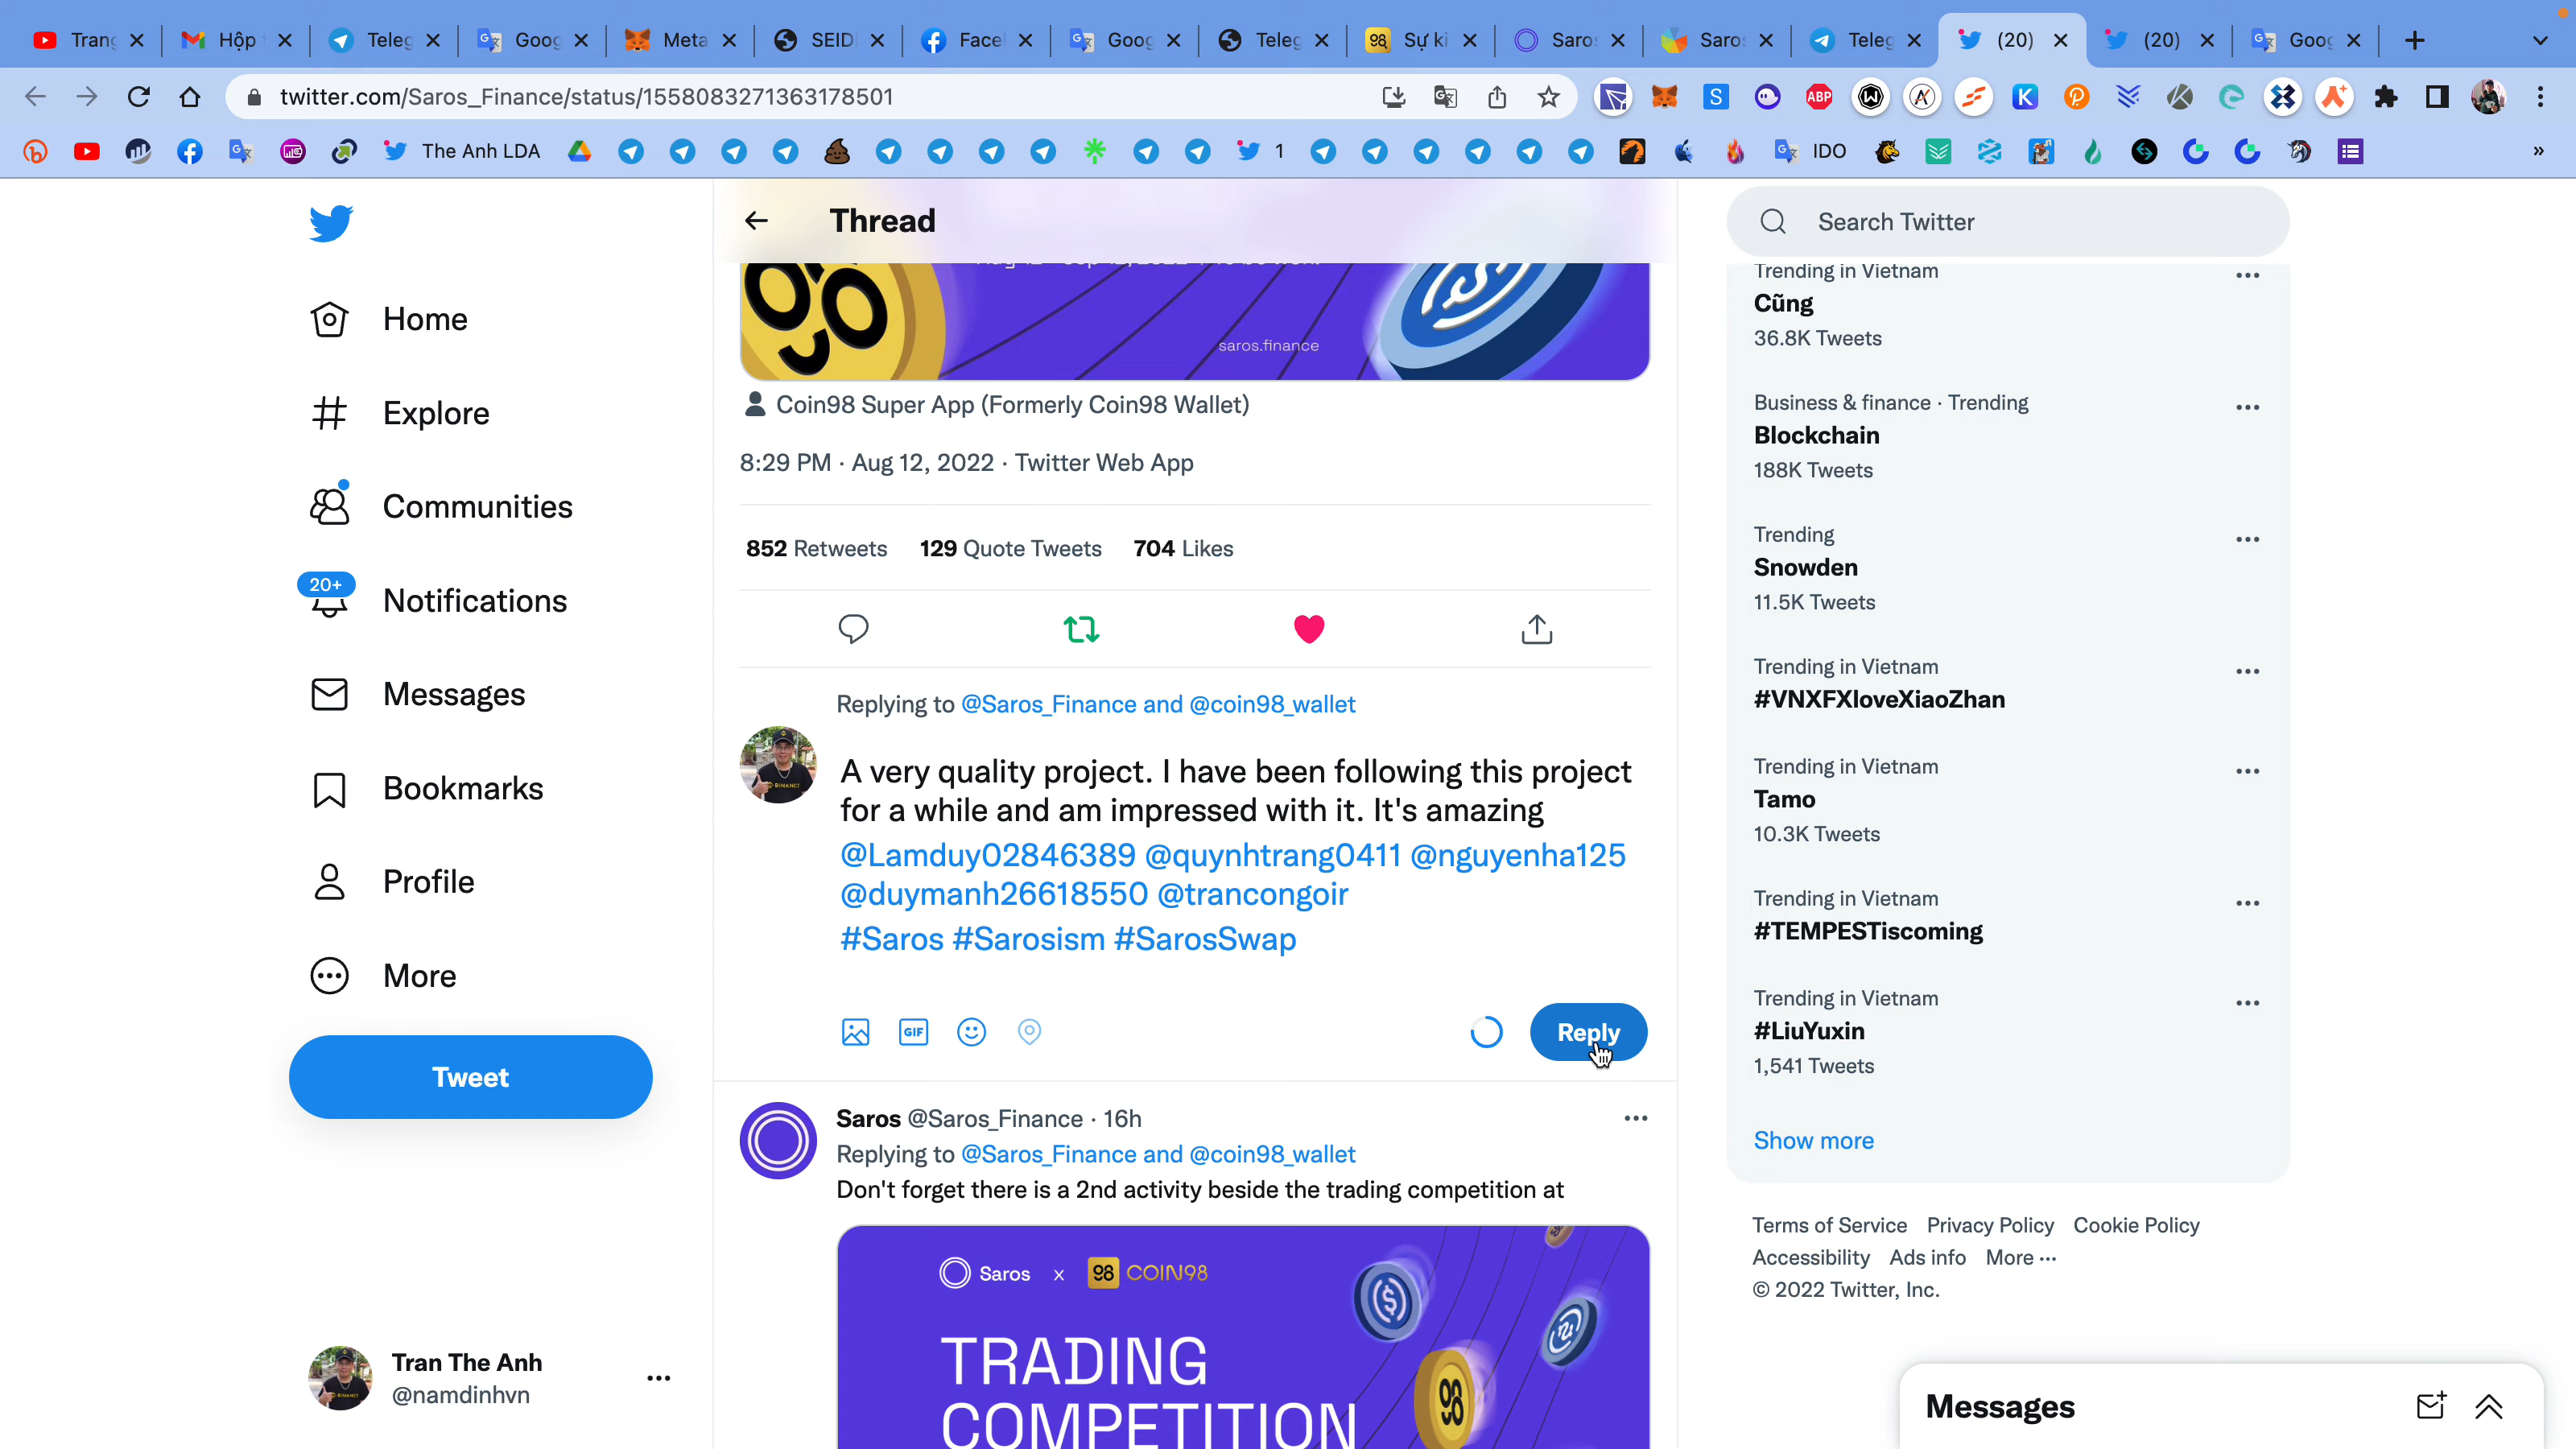 Trang
Hộp
Teleg
Goog
Meta
SEID
Face
Goog
Teleg
Sự ki
Saros
Saros
Teleg
(20)
(20)
Goog
twitter.com/Saros_Finance/status/1558083271363178501
ABP
The Anh LDA
1
IDO
Home
Explore
Communities
20+
Notifications
Messages
Bookmarks
Profile
More
Tweet
Tran The Anh
@namdinhvn
Thread
saros.finance
Coin98 Super App (Formerly Coin98 Wallet)
8:29 PM · Aug 12, 2022 · Twitter Web App
852 Retweets 129 Quote Tweets 704 Likes
Replying to @Saros_Finance and @coin98_wallet
A very quality project. I have been following this project
for a while and am impressed with it. It's amazing
@Lamduy02846389 @quynhtrang0411 @nguyenha125
@duymanh26618550 @trancongoir
#Saros #Sarosism #SarosSwap
GIF
Reply
Saros @Saros_Finance · 16h
Replying to @Saros_Finance and @coin98_wallet
Don't forget there is a 2nd activity beside the trading competition at
Saros x 98 COIN98
TRADING
COMPETITION
Search Twitter
Trending in Vietnam
Cũng
36.8K Tweets
Business & finance · Trending
Blockchain
188K Tweets
Trending
Snowden
11.5K Tweets
Trending in Vietnam
#VNXFXloveXiaoZhan
Trending in Vietnam
Tamo
10.3K Tweets
Trending in Vietnam
#TEMPESTiscoming
Trending in Vietnam
#LiuYuxin
1,541 Tweets
Show more
Terms of Service Privacy Policy Cookie Policy
Accessibility Ads info More ···
© 2022 Twitter, Inc.
Messages